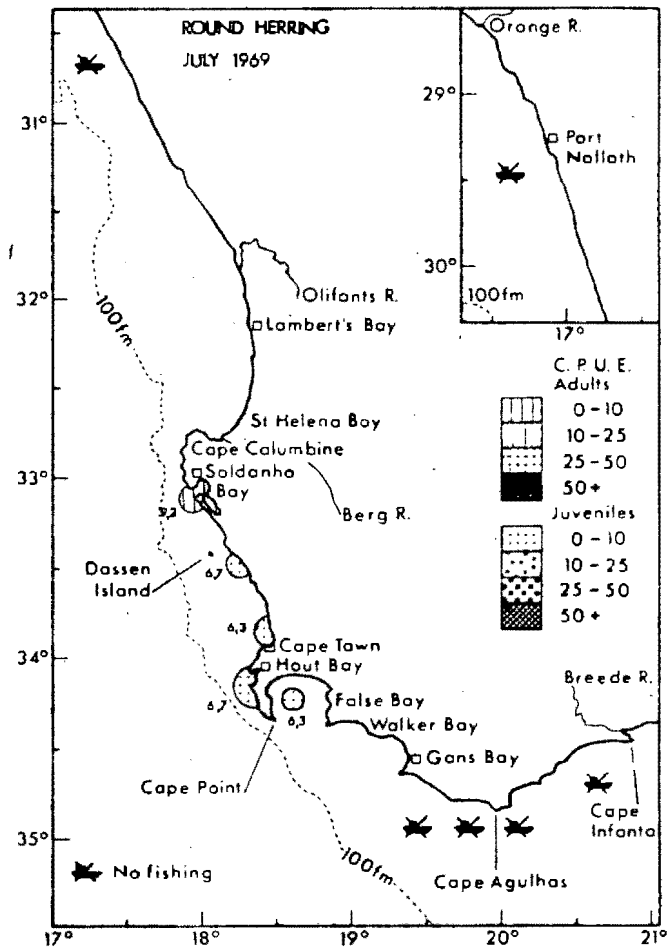 ROUND HERRING
JULY 1969
Orange R.
29°
Port
Nolloth
30°
100fm
17°
31°
32°
33°
34°
35°
100fm
Olifants R.
Lambert's Bay
St Helena Bay
Cape Calumbine
Soldanha
Bay
Berg R.
Dassen
Island
6,7
6,3
Cape Town
Hout Bay
6,7
6,3
False Bay
Walker Bay
Gans Bay
Breede R.
Cape Point
Cape
Infanta
Cape Agulhas
100fm
No fishing
C. P. U. E.
Adults
0-10
10-25
25-50
50+
Juveniles
0-10
10-25
25-50
50+
17°
18°
19°
20°
21°